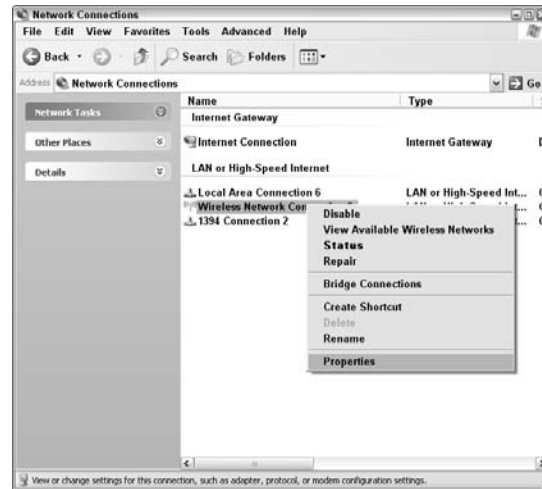 Network Connections
File Edit View Favorites Tools Advanced Help
Back Search Folders
Address Network Connections Go
Name Type
Network Tasks
Internet Gateway
Other Places
Internet Connection Internet Gateway
Details
LAN or High-Speed Internet
Local Area Connection 6 LAN or High-Speed Int...
Wireless Network Con
1394 Connection 2
Disable
View Available Wireless Networks
Status
Repair
Bridge Connections
Create Shortcut
Delete
Rename
Properties
View or change settings for this connection, such as adapter, protocol, or modem configuration settings.